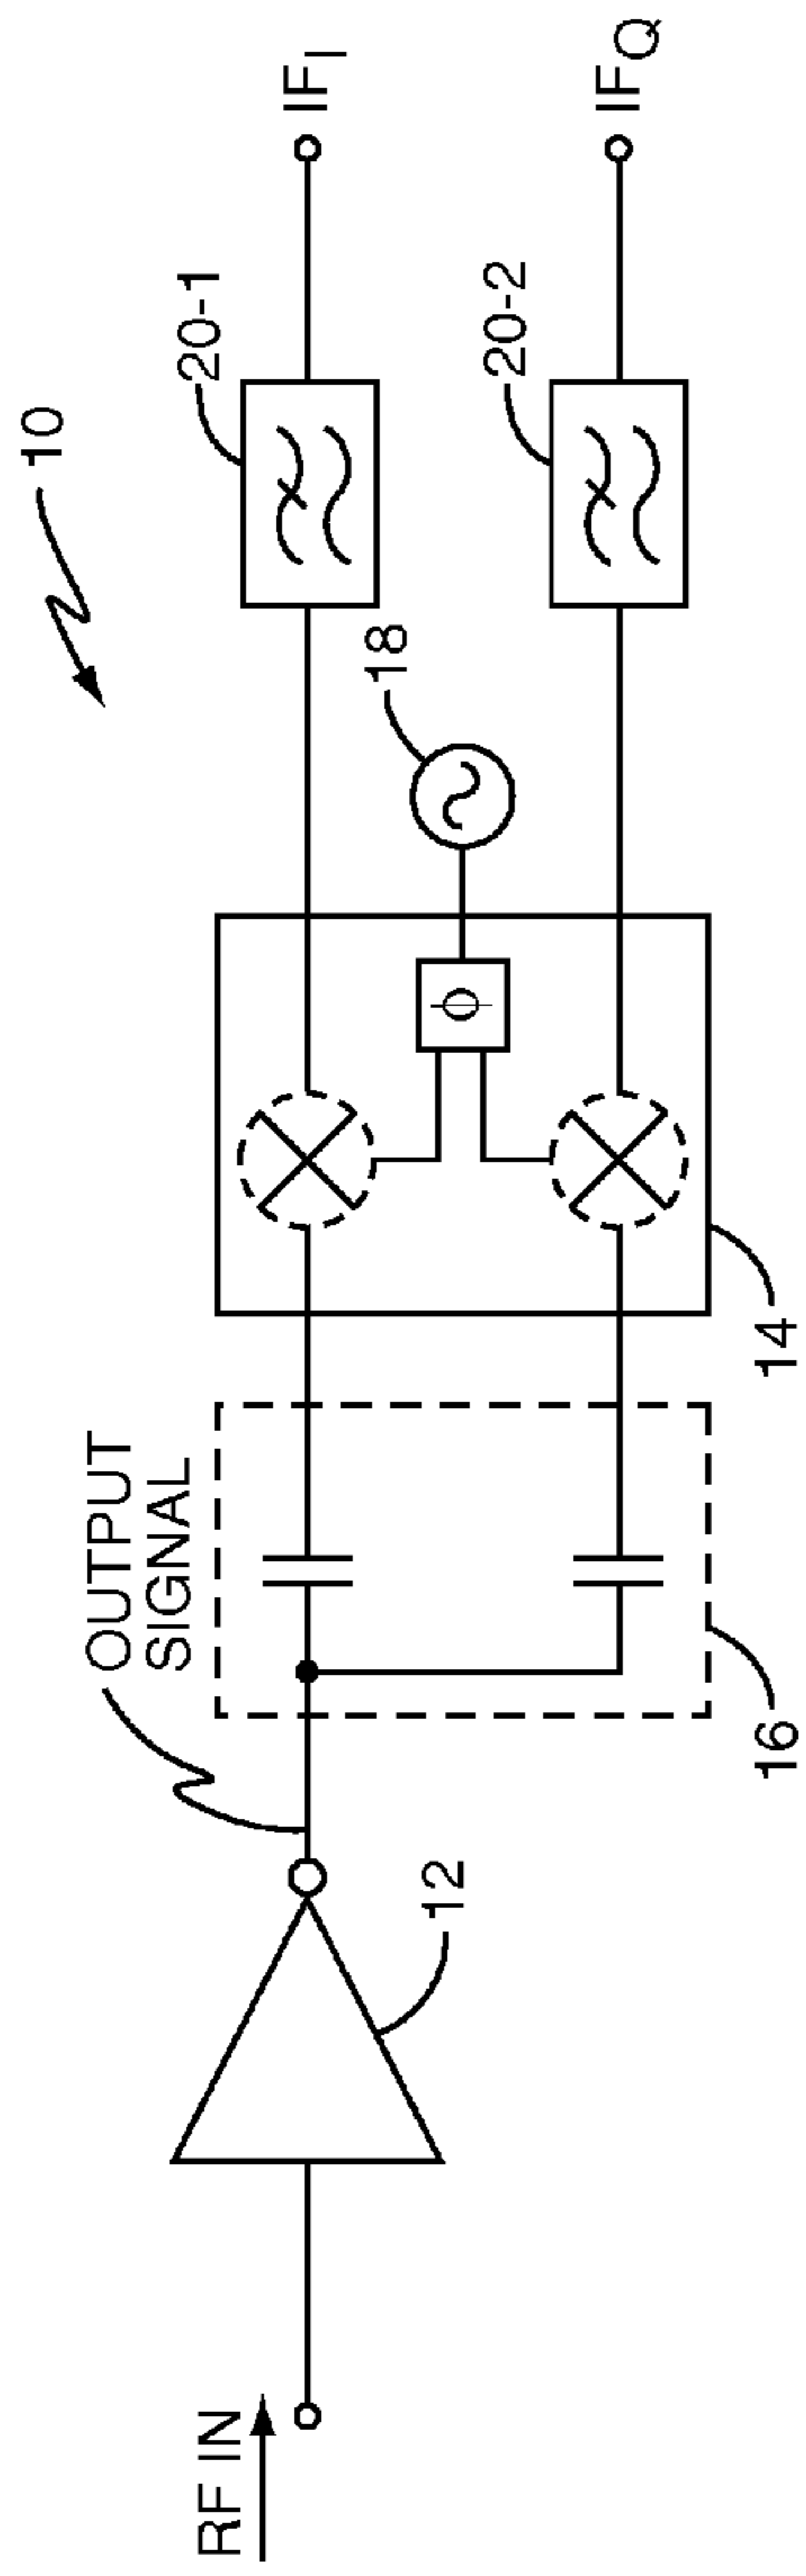 10
RF IN
12
OUTPUT
SIGNAL
16
14
ϕ
18
20-1
IF_I
20-2
IF_Q